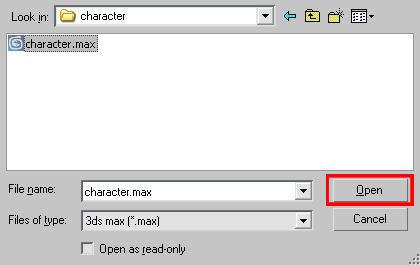 Look in: character
character.max
File name: character.max Open
Files of type: 3ds max (*.max) Cancel
Open as read-only